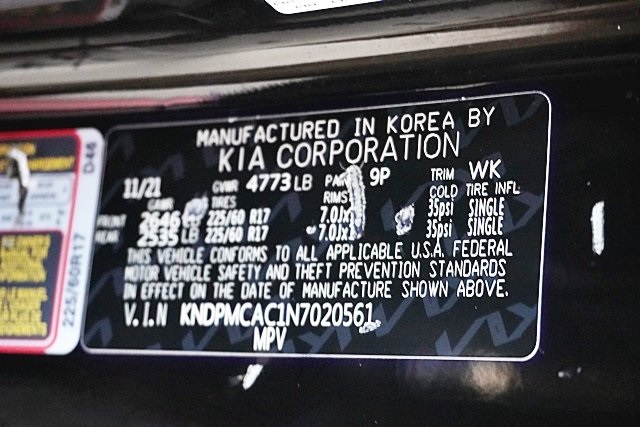 MANUFACTURED IN KOREA BY
KIA CORPORATION
11/21 GVWR 4773LB 9P TRIM WK
GAWR TIRES RIMS COLD TIRE INFL
FRONT 2646 225/60 R17 7.0Jx 35psi SINGLE
REAR 2535 LB 225/60 R17 7.0Jx 35psi SINGLE
THIS VEHICLE CONFORMS TO ALL APPLICABLE U.S.A. FEDERAL
MOTOR VEHICLE SAFETY AND THEFT PREVENTION STANDARDS
IN EFFECT ON THE DATE OF MANUFACTURE SHOWN ABOVE.
V.I.N KNDPMCAC1N7020561
MPV
D46
225/60R17